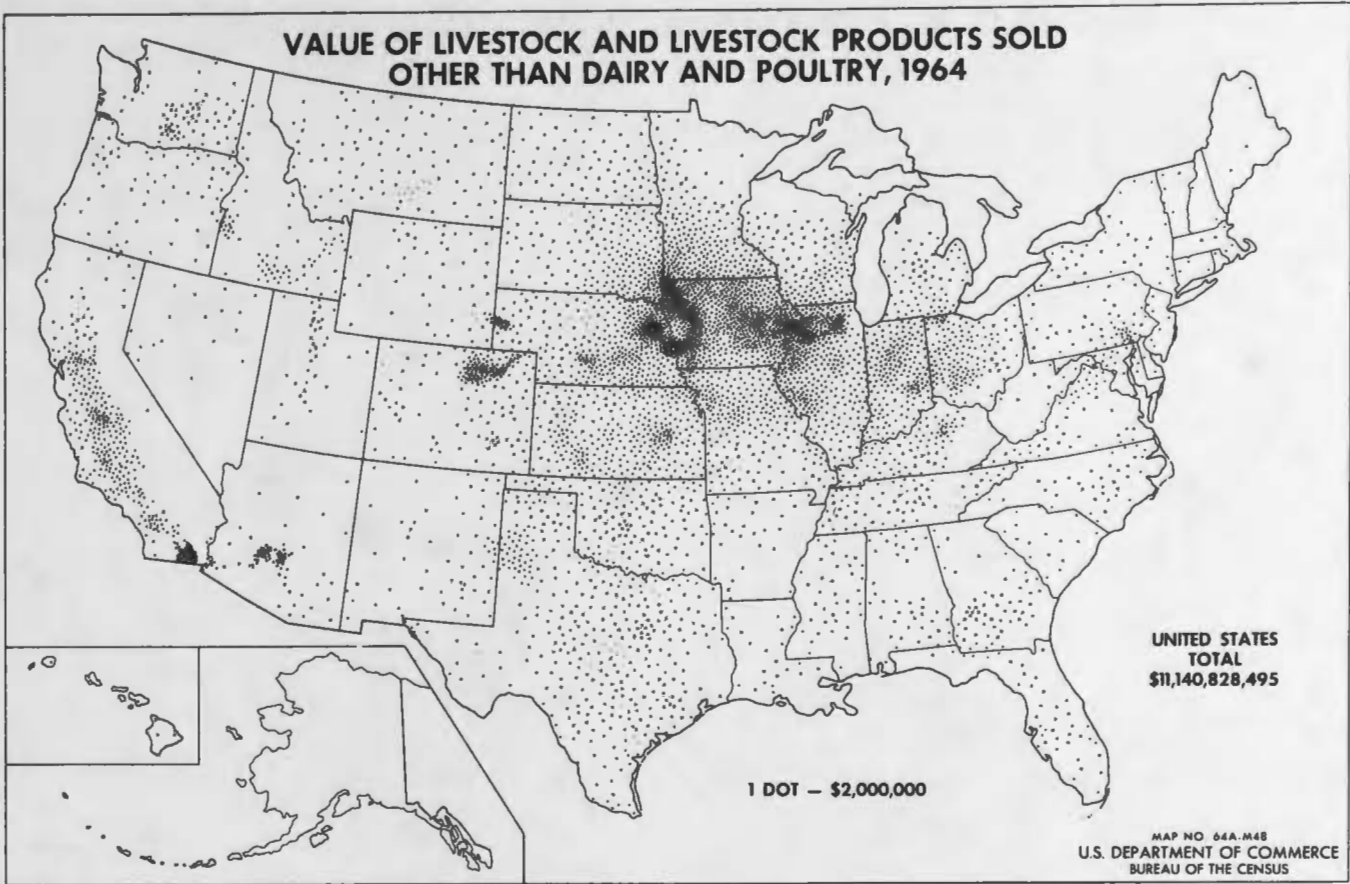 VALUE OF LIVESTOCK AND LIVESTOCK PRODUCTS SOLD
OTHER THAN DAIRY AND POULTRY, 1964
UNITED STATES
TOTAL
$11,140,828,495
1 DOT — $2,000,000
MAP NO 64A-M48
U.S. DEPARTMENT OF COMMERCE
BUREAU OF THE CENSUS